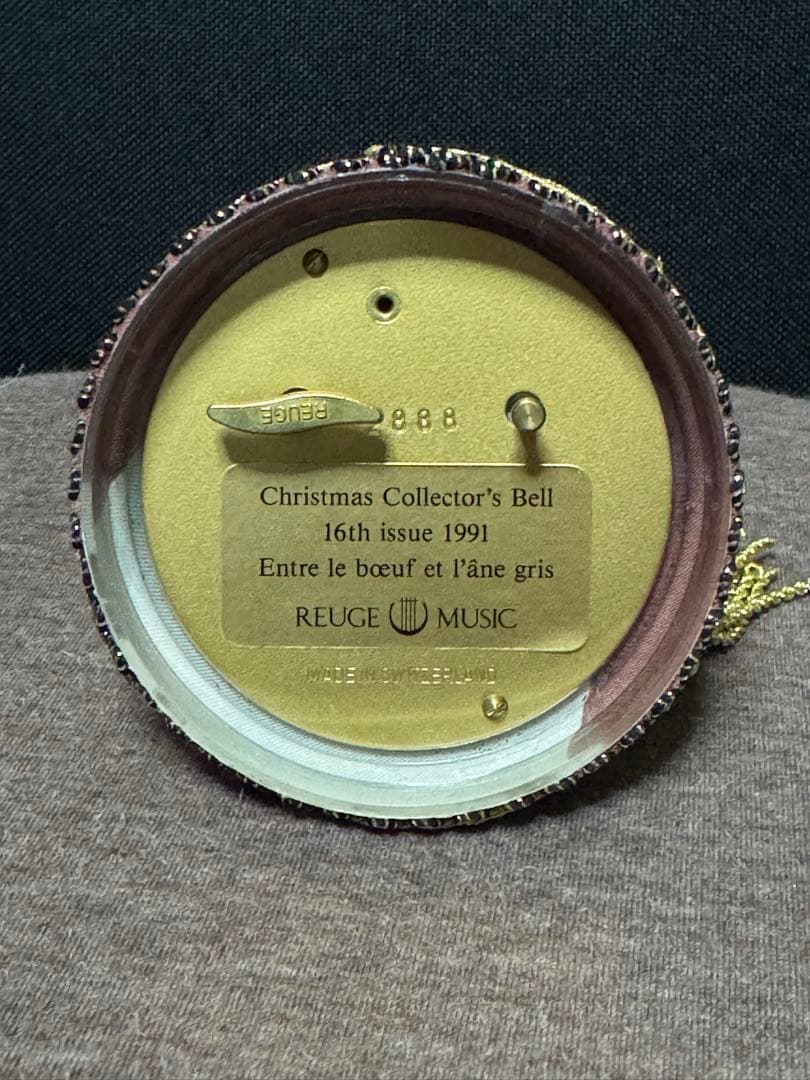 REUGE
888
Christmas Collector's Bell
16th issue 1991
Entre le bœuf et l'âne gris
REUGE MUSIC
MADE IN SWITZERLAND